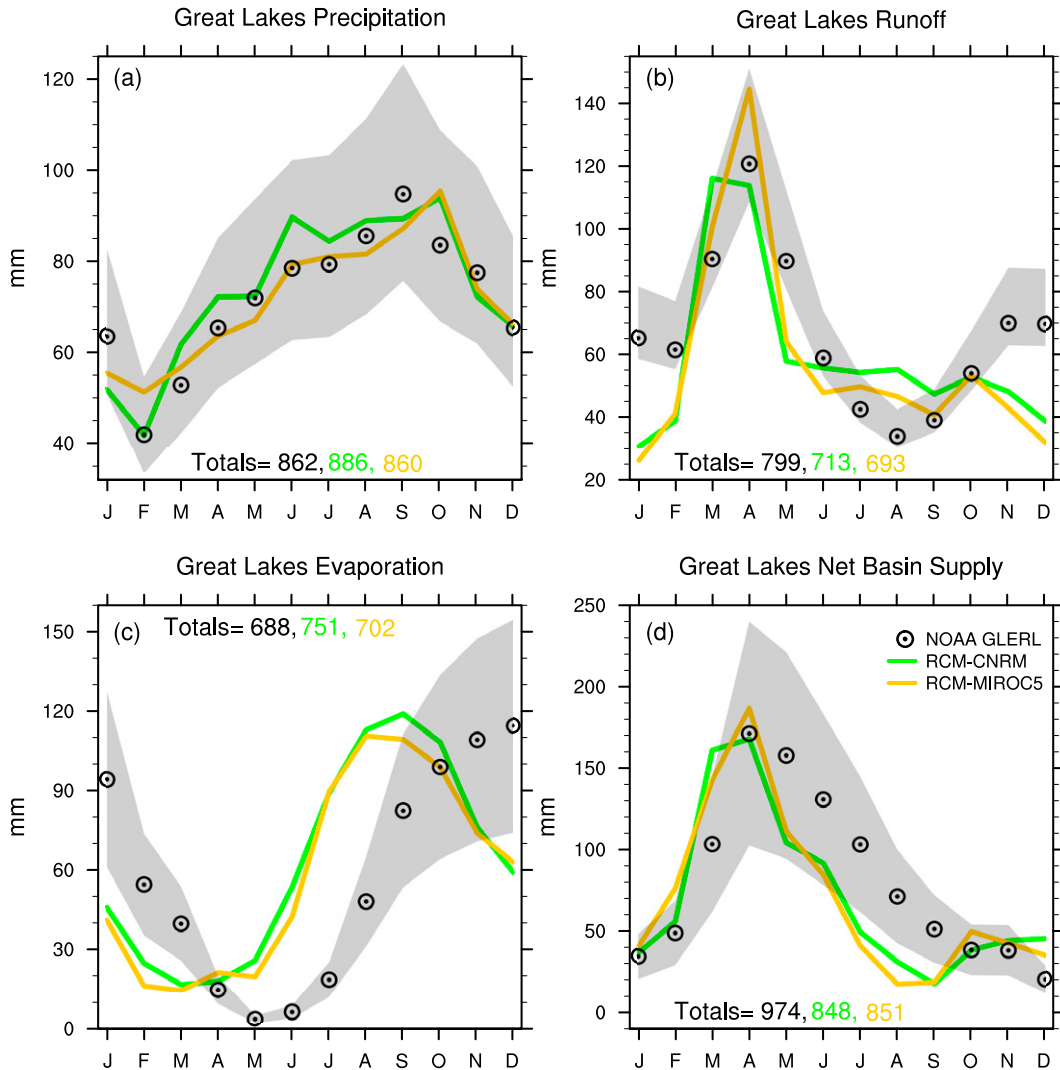 Great Lakes Precipitation
J F M A M J J A S O N D
(a)
mm
120
100
80
60
40
Totals= 862, 886, 860
J F M A M J J A S O N D
Great Lakes Runoff
J F M A M J J A S O N D
(b)
mm
140
120
100
80
60
40
20
Totals= 799, 713, 693
J F M A M J J A S O N D
Great Lakes Evaporation
J F M A M J J A S O N D
(c)
Totals= 688, 751, 702
mm
150
120
90
60
30
0
J F M A M J J A S O N D
Great Lakes Net Basin Supply
J F M A M J J A S O N D
(d)
NOAA GLERL
RCM-CNRM
RCM-MIROC5
mm
250
200
150
100
50
0
Totals= 974, 848, 851
J F M A M J J A S O N D